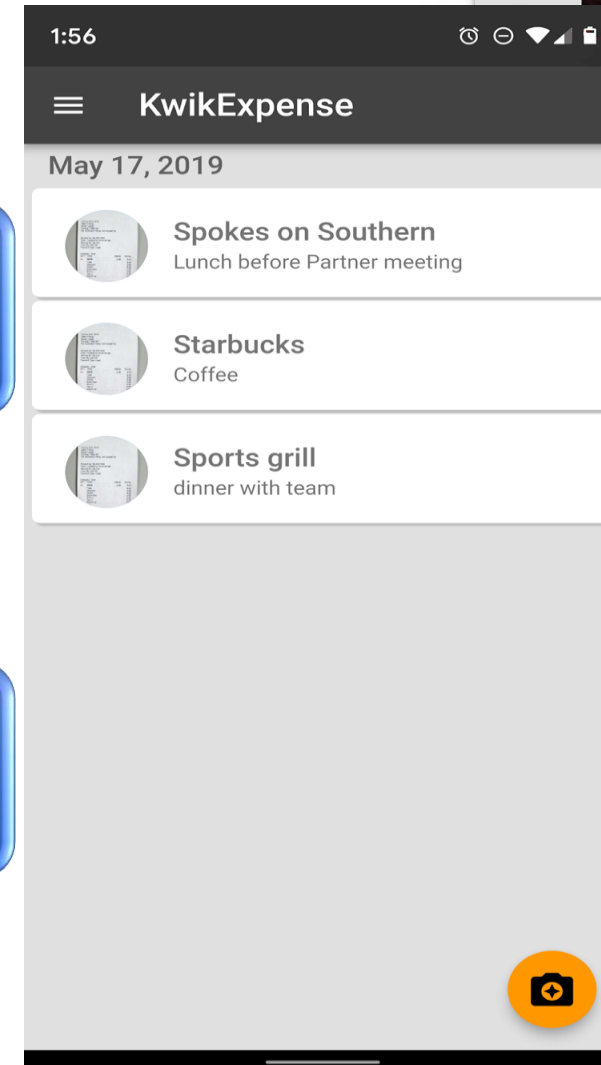 1:56
KwikExpense
May 17, 2019
Spokes on Southern
Lunch before Partner meeting
Starbucks
Coffee
Sports grill
dinner with team